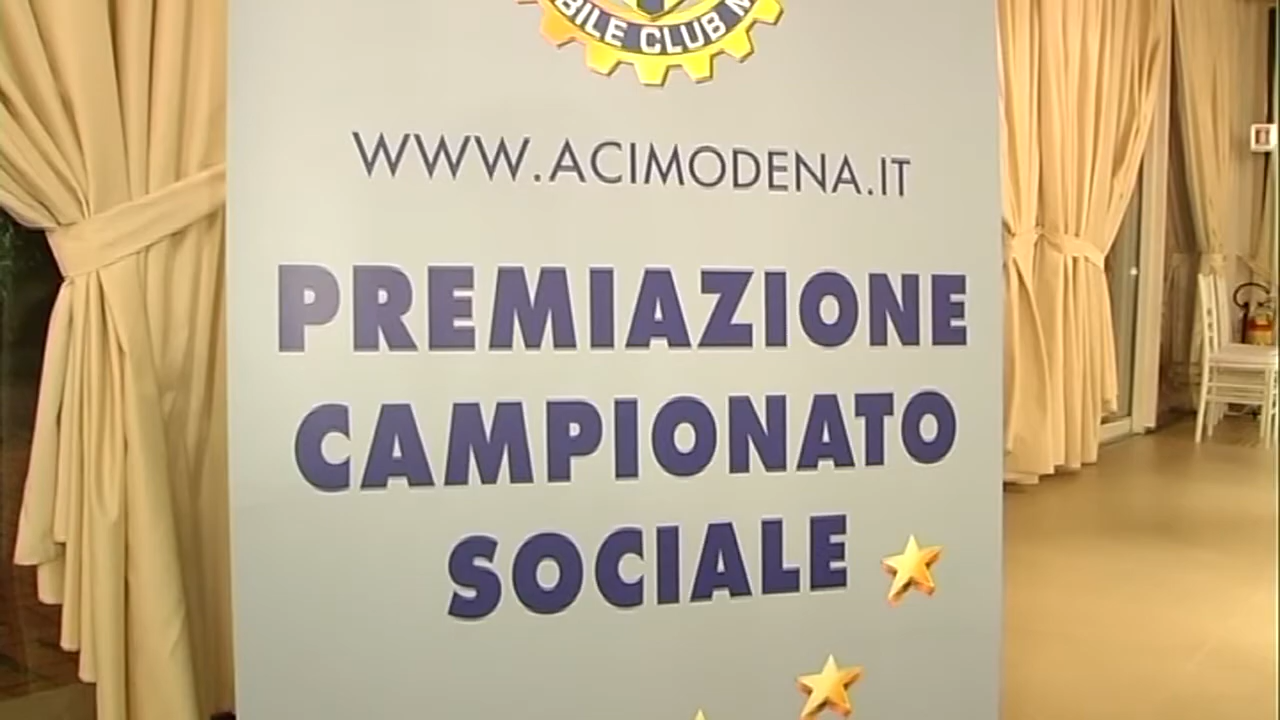 BILE CLUB M
WWW.ACIMODENA.IT
PREMIAZIONE
CAMPIONATO
SOCIALE